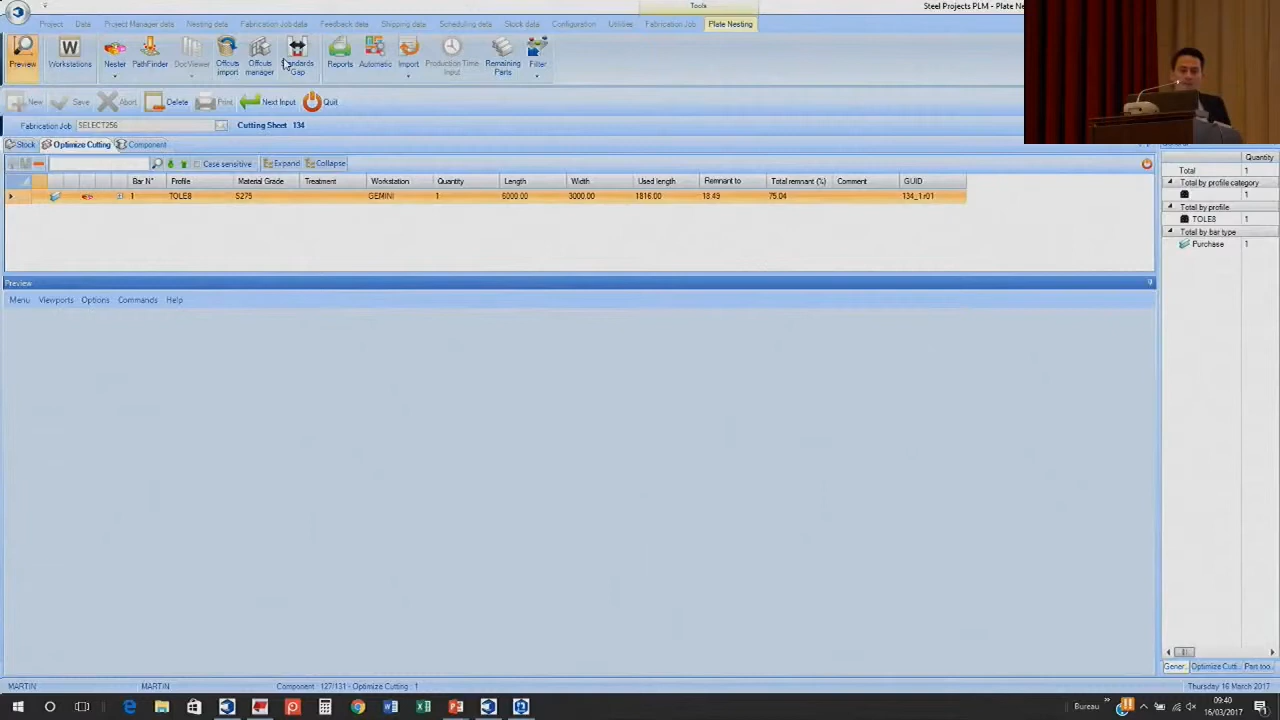 Tools
Steel Projects PLM - Plate Nesting
Project Data Project Manager data Nesting data Fabrication Job data Feedback data Shipping data Scheduling data Stock data Configuration Utilities Fabrication Job Plate Nesting
Preview Workstations Nester PathFinder DocViewer Offcuts import Offcuts manager Standards Gap Reports Automatic Import Production Time Input Remaining Parts Filter
New Save Abort Delete Print Next Input Quit
Fabrication Job SELECT256 Cutting Sheet 134
Stock Optimize Cutting Component
Case sensitive Expand Collapse
Bar N° Profile Material Grade Treatment Workstation Quantity Length Width Used length Remnant to Total remnant (%) Comment GUID
1 TOLE8 S275 GEMINI 1 6000.00 3000.00 1816.00 18.49 75.04 134_1r01
Quantity
Total 1
Total by profile category
1
Total by profile
TOLE8 1
Total by bar type
Purchase 1
Preview
Menu Viewports Options Commands Help
Gener... Optimize Cutti... Part too...
MARTIN MARTIN Component : 127/131 - Optimize Cutting : 1 Thursday 16 March 2017
Bureau
09:40
16/03/2017